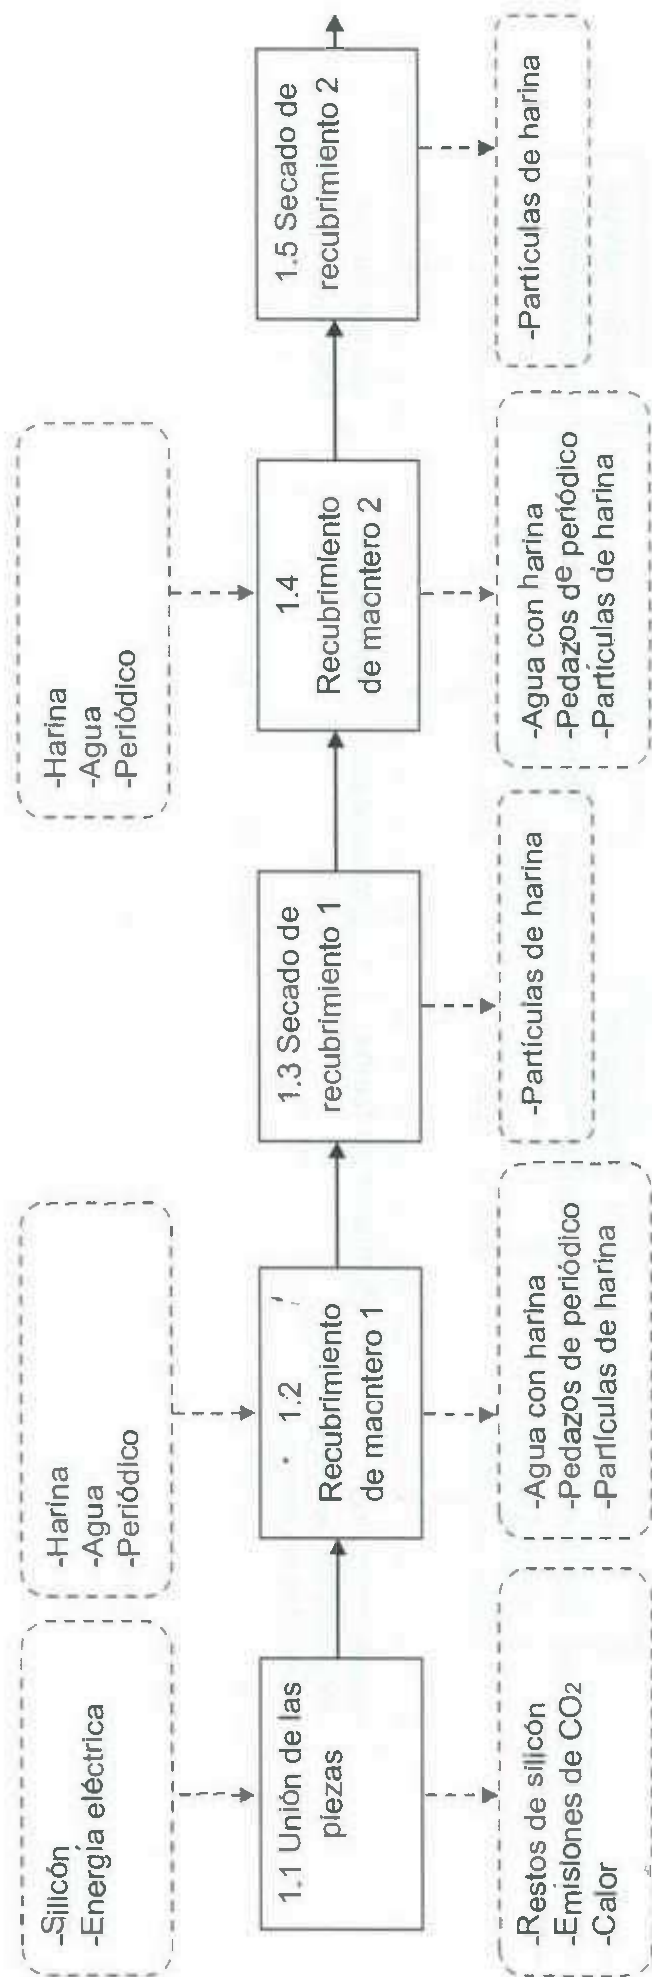 -Silicón
-Energía eléctrica
-Harina
-Agua
-Periódico
-Harina
-Agua
-Periódico
1.1 Unión de las
piezas
1.2
Recubrimiento
de macntero 1
1.3 Secado de
recubrimiento 1
1.4
Recubrimiento
de macntero 2
1.5 Secado de
recubrimiento 2
-Restos de silicón
-Emisiones de CO2
-Calor
-Agua con harina
-Pedazos de periódico
-Partículas de harina
-Partículas de harina
-Agua con harina
-Pedazos de periódico
-Partículas de harina
-Partículas de harina